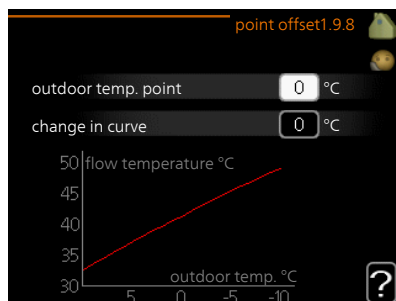 point offset1.9.8
outdoor temp. point 0 °C
change in curve 0 °C
50 flow temperature °C
45
40
35
outdoor temp. °C
30
5 0 -5 -10
?